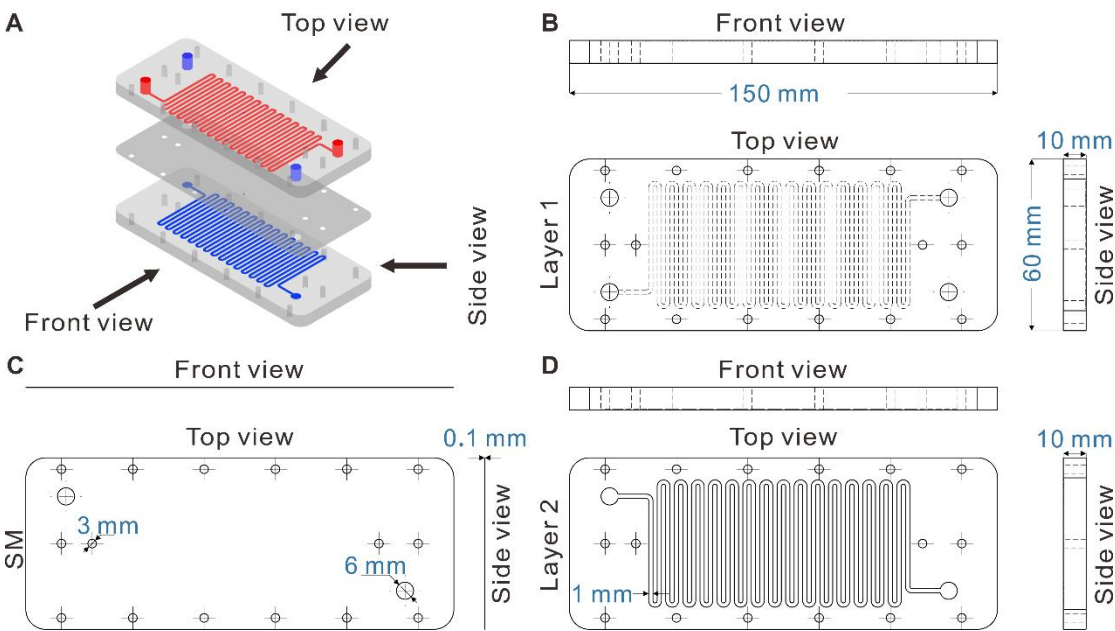 A
Top view
Front view
Side view
B
Front view
150 mm
Top view
10 mm
Layer 1
60 mm
Side view
C
Front view
Top view
0.1 mm
SM
3 mm
6 mm
Side view
D
Front view
Top view
10 mm
Layer 2
1 mm
Side view